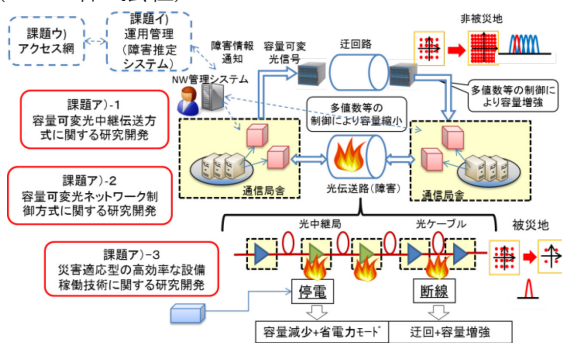 課題ウ)
アクセス網
課題イ)
運用管理
(障害推定
システム)
障害情報
通知
容量可変
光信号
迂回路
非被災地
NW管理システム
多値数等の制御に
より容量増強
多値数等の
制御により容量縮小
課題ア)-1
容量可変光中継伝送方
式に関する研究開発
通信局舎
光伝送路(障害)
通信局舎
課題ア)-2
容量可変光ネットワーク制
御方式に関する研究開発
光中継局
光ケーブル
被災地
課題ア)-3
災害適応型の高効率な設備
稼働技術に関する研究開発
停電
断線
容量減少+省電力モード
迂回+容量増強